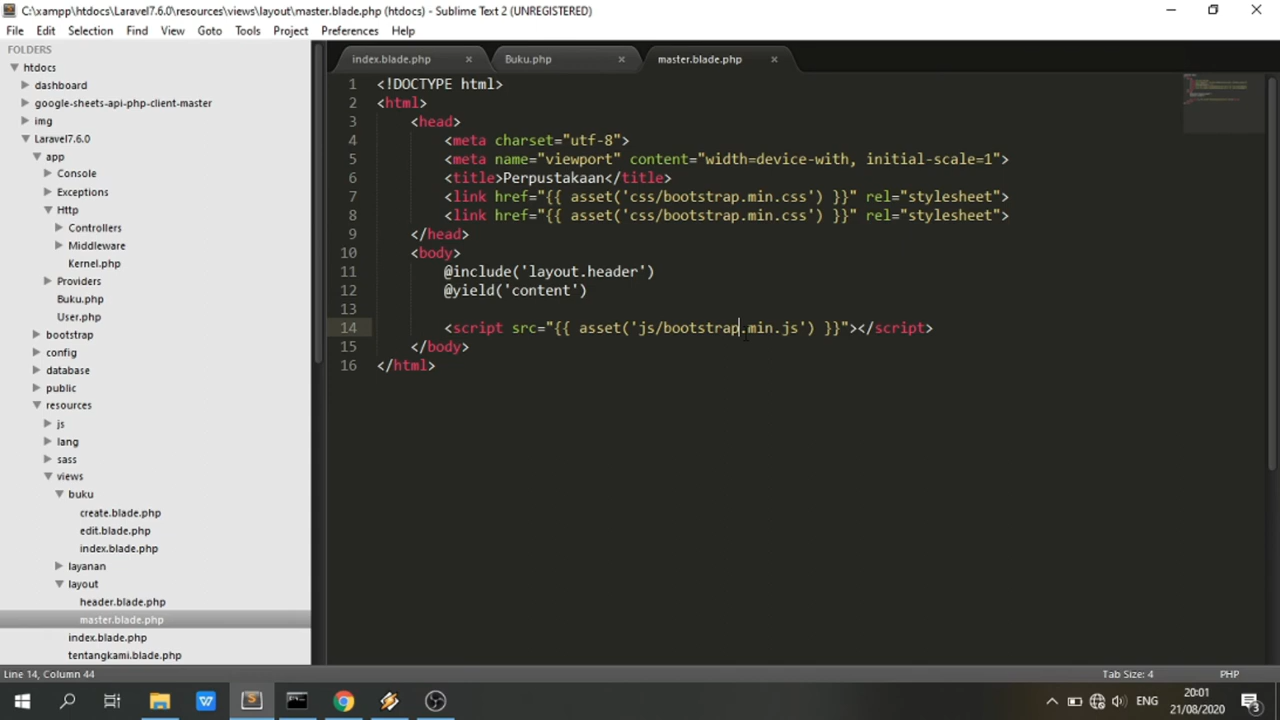 C:\xampp\htdocs\Laravel7.6.0\resources\views\layout\master.blade.php (htdocs) - Sublime Text 2 (UNREGISTERED)
File Edit Selection Find View Goto Tools Project Preferences Help
FOLDERS
htdocs
dashboard
google-sheets-api-php-client-master
img
Laravel7.6.0
app
Console
Exceptions
Http
Controllers
Middleware
Kernel.php
Providers
Buku.php
User.php
bootstrap
config
database
public
resources
js
lang
sass
views
buku
create.blade.php
edit.blade.php
index.blade.php
layanan
layout
header.blade.php
master.blade.php
index.blade.php
tentangkami.blade.php
index.blade.php Buku.php master.blade.php
1 <!DOCTYPE html>
2 <html>
3 <head>
4 <meta charset="utf-8">
5 <meta name="viewport" content="width=device-with, initial-scale=1">
6 <title>Perpustakaan</title>
7 <link href="{{ asset('css/bootstrap.min.css') }}" rel="stylesheet">
8 <link href="{{ asset('css/bootstrap.min.css') }}" rel="stylesheet">
9 </head>
10 <body>
11 @include('layout.header')
12 @yield('content')
13
14 <script src="{{ asset('js/bootstrap.min.js') }}"></script>
15 </body>
16 </html>
Line 14, Column 44 Tab Size: 4 PHP
ENG
20:01
21/08/2020
3